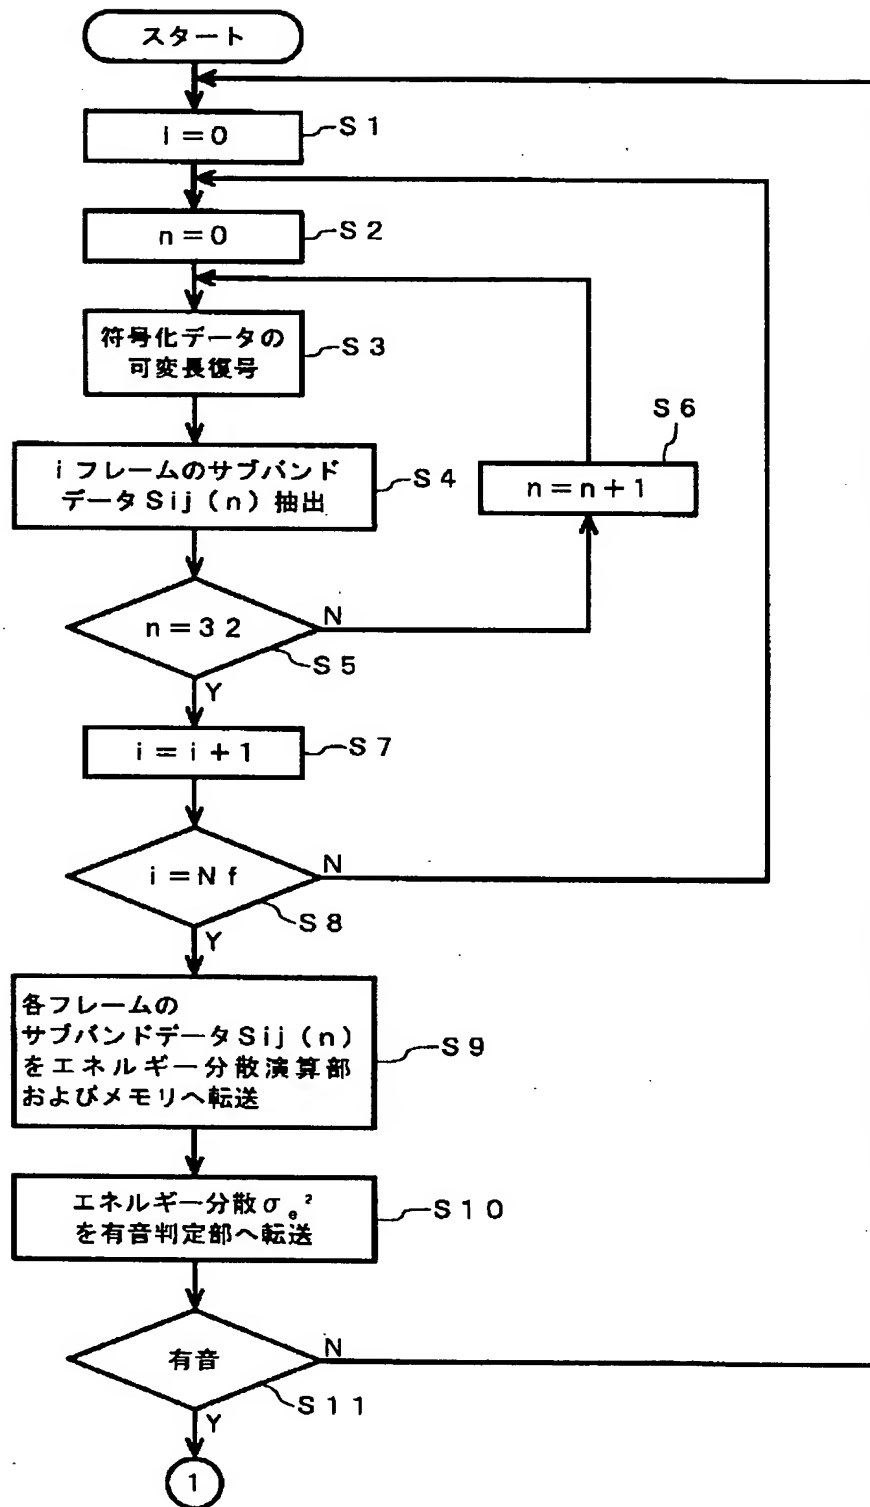 スタート
i=0
S1
n=0
S2
符号化データの
可変長復号
S3
iフレームのサブバンド
データSij(n)抽出
S4
S6
n=n+1
n=32
N
S5
Y
i=i+1
S7
i=Nf
N
S8
Y
各フレームの
サブバンドデータSij(n)
をエネルギー分散演算部
およびメモリへ転送
S9
エネルギー分散σe²
を有音判定部へ転送
S10
有音
N
S11
Y
1